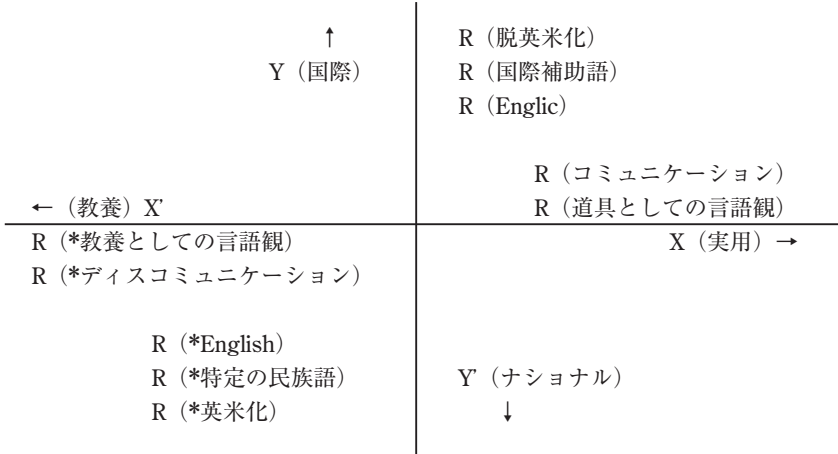 ↑
Y（国際）
R（脱英米化）
R（国際補助語）
R（Englic）
R（コミュニケーション）
R（道具としての言語観）
←（教養）X’
R（*教養としての言語観）
R（*ディスコミュニケーション）
X（実用）→
R（*English）
R（*特定の民族語）
R（*英米化）
Y’（ナショナル）
↓